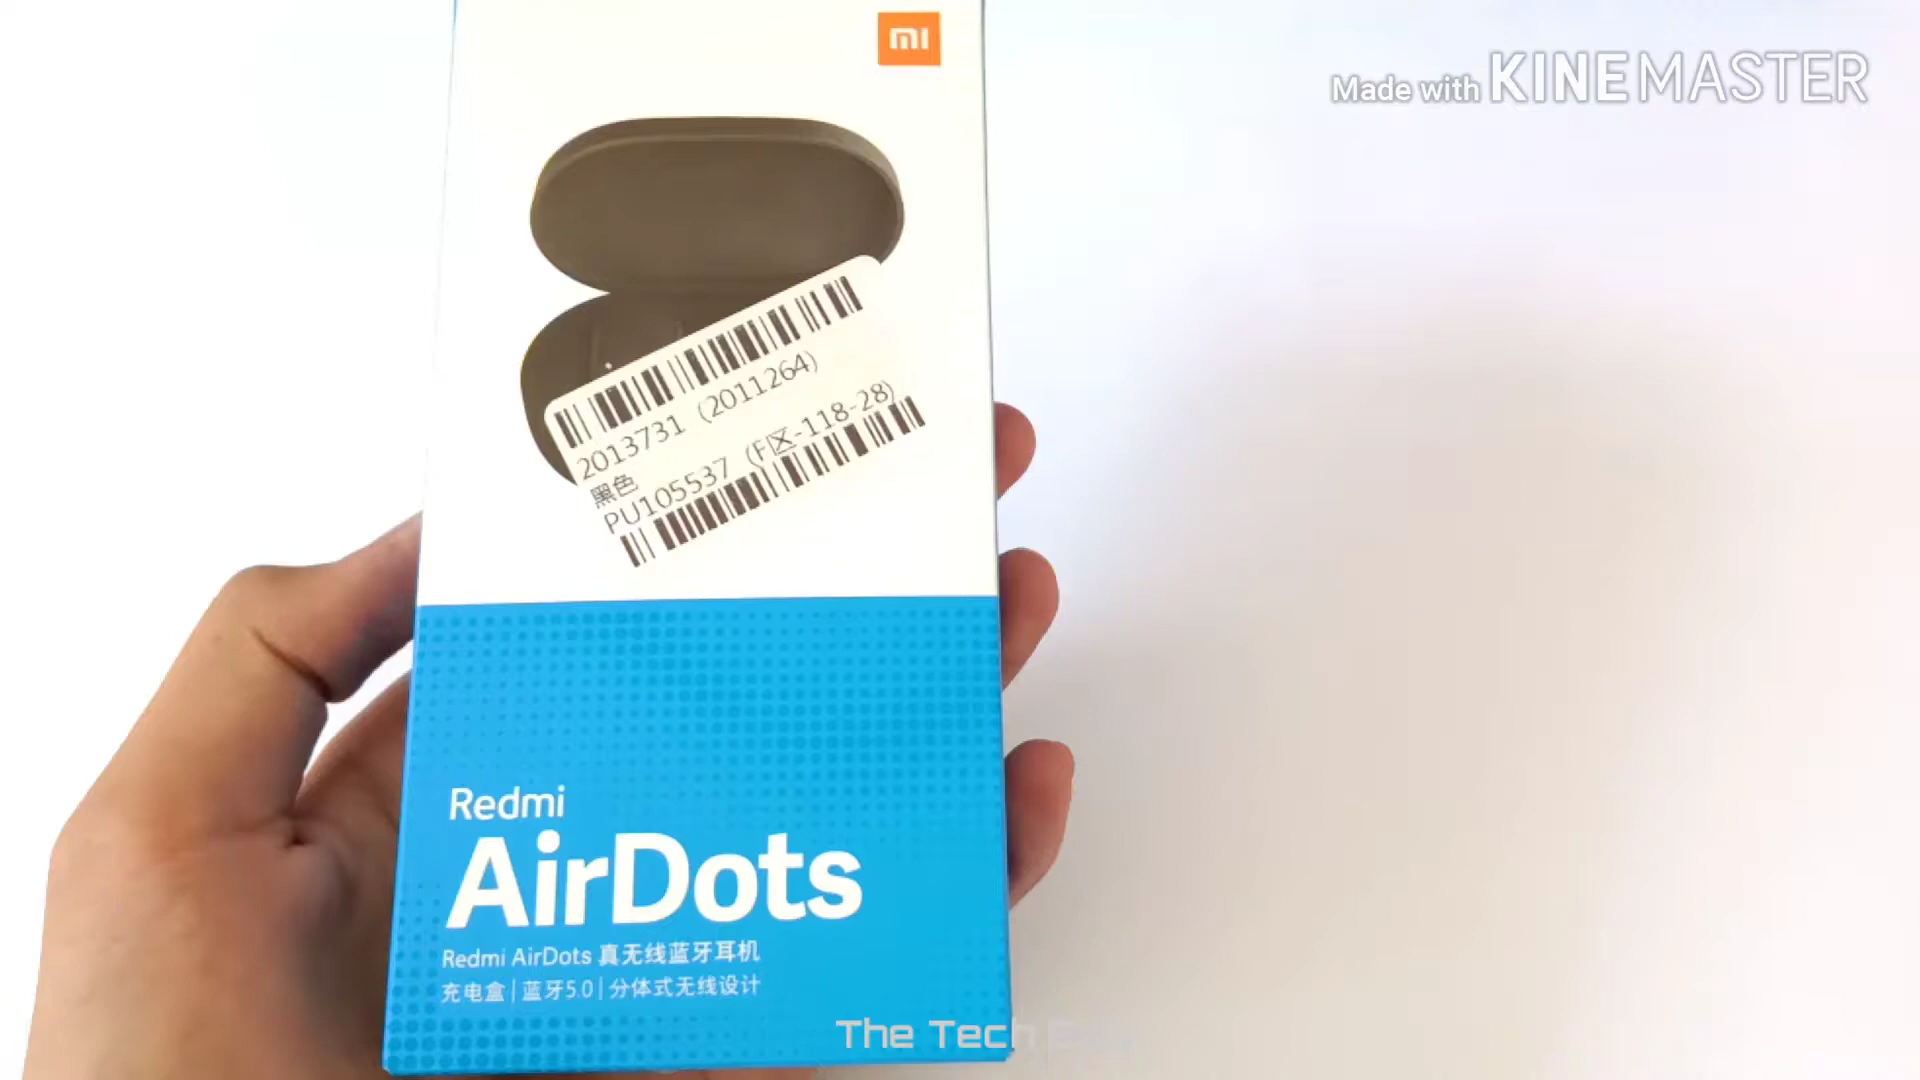 mi
Made with KINEMASTER
2013731 (2011264)
黑色
PU105537 (F区-118-28)
Redmi
AirDots
Redmi AirDots 真无线蓝牙耳机
充电盒 | 蓝牙5.0 | 分体式无线设计
The Tech